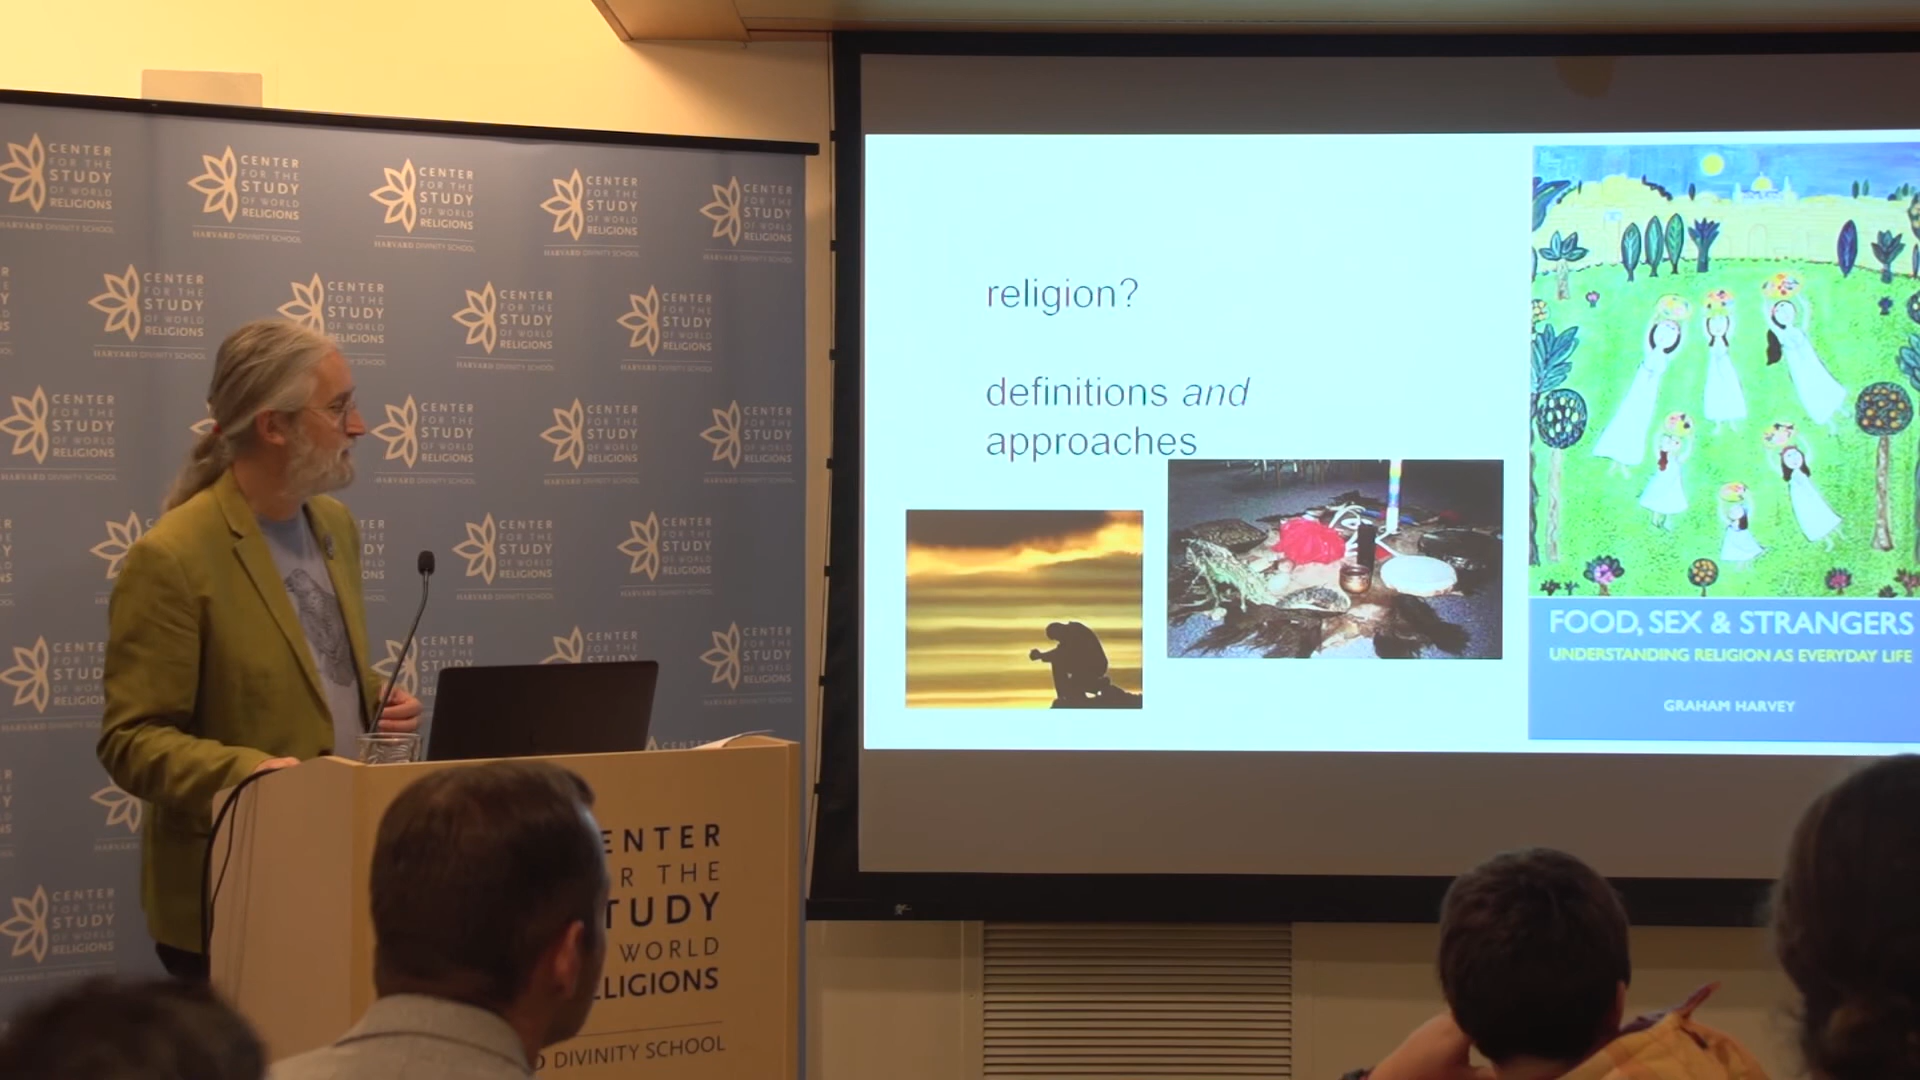 CENTER
FOR THE
STUDY
OF WORLD
RELIGIONS
HARVARD DIVINITY SCHOOL
religion?
definitions and
approaches
FOOD, SEX & STRANGERS
UNDERSTANDING RELIGION AS EVERYDAY LIFE
GRAHAM HARVEY
ENTER
R THE
TUDY
WORLD
LIGIONS
DIVINITY SCHOOL